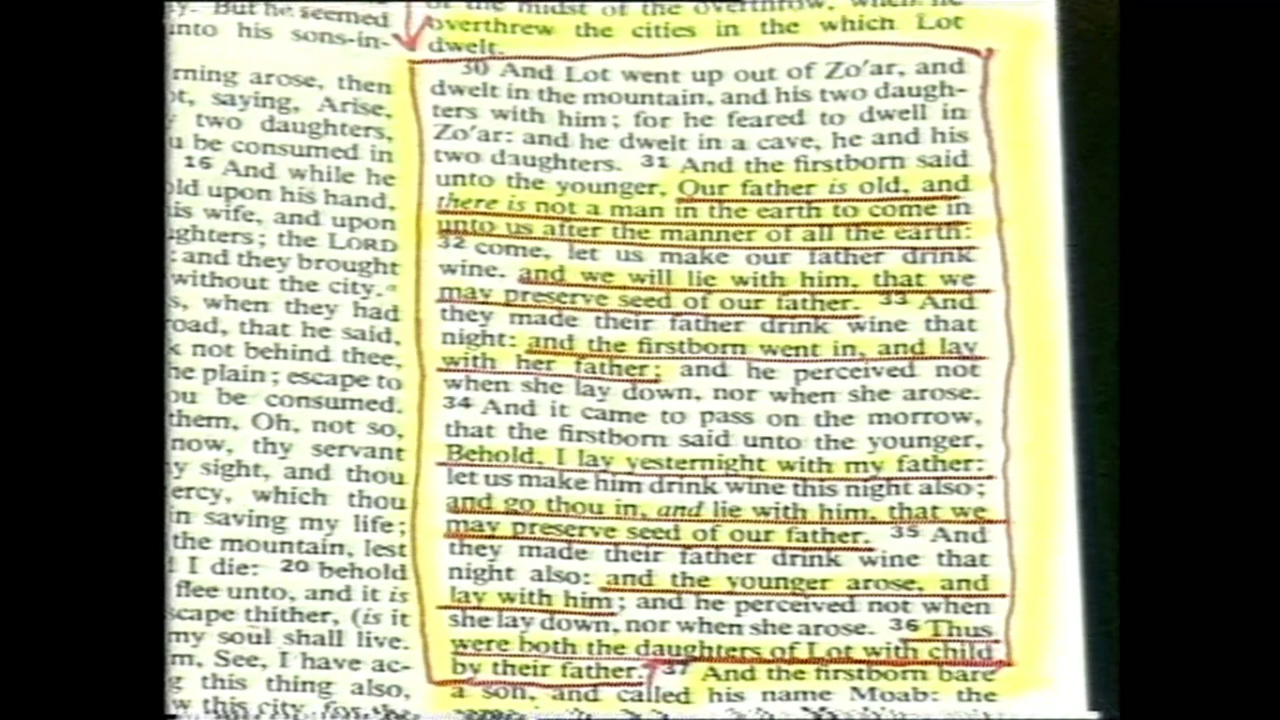 But he seemed
into his sons-in-
rning arose, then
ot, saying, Arise,
two daughters,
u be consumed in
16 And while he
old upon his hand,
is wife, and upon
ghters; the LORD
and they brought
without the city.
s, when they had
road, that he said,
k not behind thee,
he plain; escape to
ou be consumed.
them, Oh, not so,
now, thy servant
y sight, and thou
ercy, which thou
in saving my life;
the mountain, lest
I die: 20 behold
flee unto, and it is
scape thither, (is it
my soul shall live.
m, See, I have ac-
g this thing also,
w this city, for the
of the midst of the overthrow, when he
overthrew the cities in the which Lot
dwelt.
30 And Lot went up out of Zo'ar, and
dwelt in the mountain, and his two daugh-
ters with him; for he feared to dwell in
Zo'ar: and he dwelt in a cave, he and his
two daughters. 31 And the firstborn said
unto the younger, Our father is old, and
there is not a man in the earth to come in
unto us after the manner of all the earth:
32 come, let us make our father drink
wine, and we will lie with him, that we
may preserve seed of our father. 33 And
they made their father drink wine that
night: and the firstborn went in, and lay
with her father; and he perceived not
when she lay down, nor when she arose.
34 And it came to pass on the morrow,
that the firstborn said unto the younger,
Behold, I lay yesternight with my father:
let us make him drink wine this night also;
and go thou in, and lie with him, that we
may preserve seed of our father. 35 And
they made their father drink wine that
night also: and the younger arose, and
lay with him; and he perceived not when
she lay down, nor when she arose. 36 Thus
were both the daughters of Lot with child
by their father. 37 And the firstborn bare
a son, and called his name Moab: the